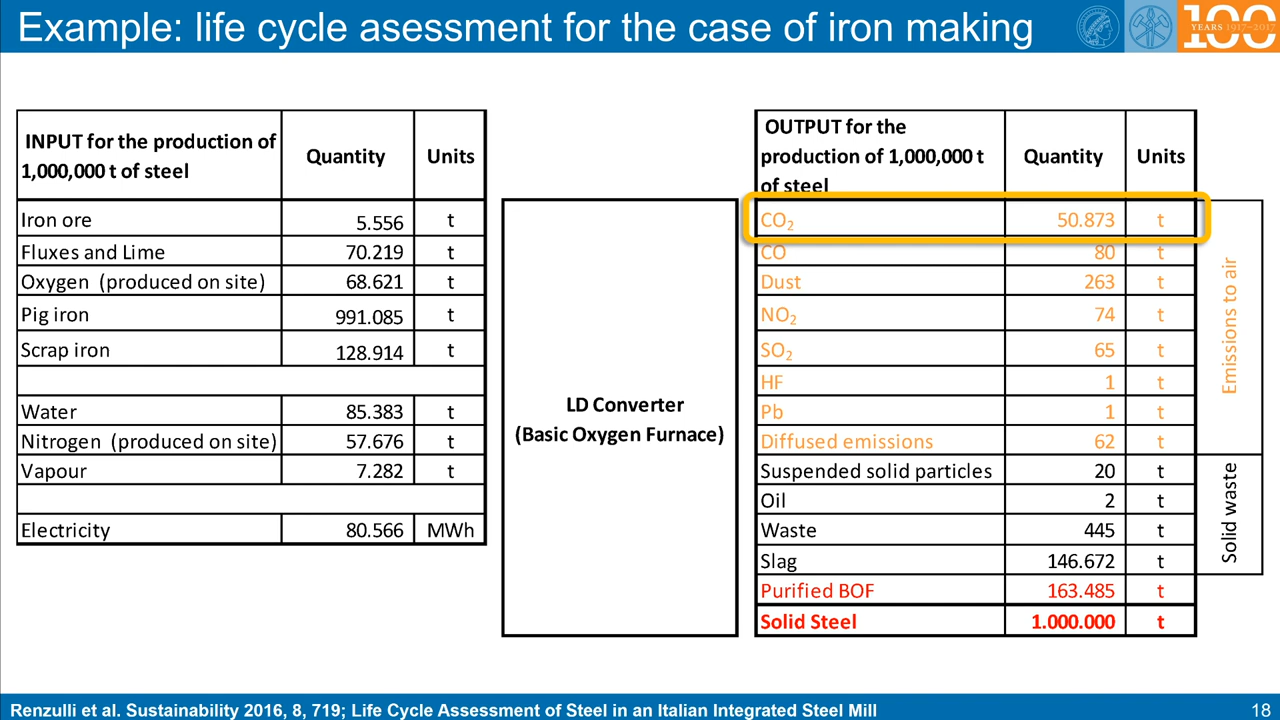 Example: life cycle asessment for the case of iron making
100
YEARS 1917–2017
INPUT for the production of 1,000,000 t of steel Quantity Units
Iron ore 5.556 t
Fluxes and Lime 70.219 t
Oxygen (produced on site) 68.621 t
Pig iron 991.085 t
Scrap iron 128.914 t
Water 85.383 t
Nitrogen (produced on site) 57.676 t
Vapour 7.282 t
Electricity 80.566 MWh
LD Converter
(Basic Oxygen Furnace)
OUTPUT for the production of 1,000,000 t of steel Quantity Units
CO₂ 50.873 t
CO 80 t
Dust 263 t
NO₂ 74 t
SO₂ 65 t
HF 1 t
Pb 1 t
Diffused emissions 62 t
Suspended solid particles 20 t
Oil 2 t
Waste 445 t
Slag 146.672 t
Purified BOF 163.485 t
Solid Steel 1.000.000 t
Emissions to air
Solid waste
Renzulli et al. Sustainability 2016, 8, 719; Life Cycle Assessment of Steel in an Italian Integrated Steel Mill
18